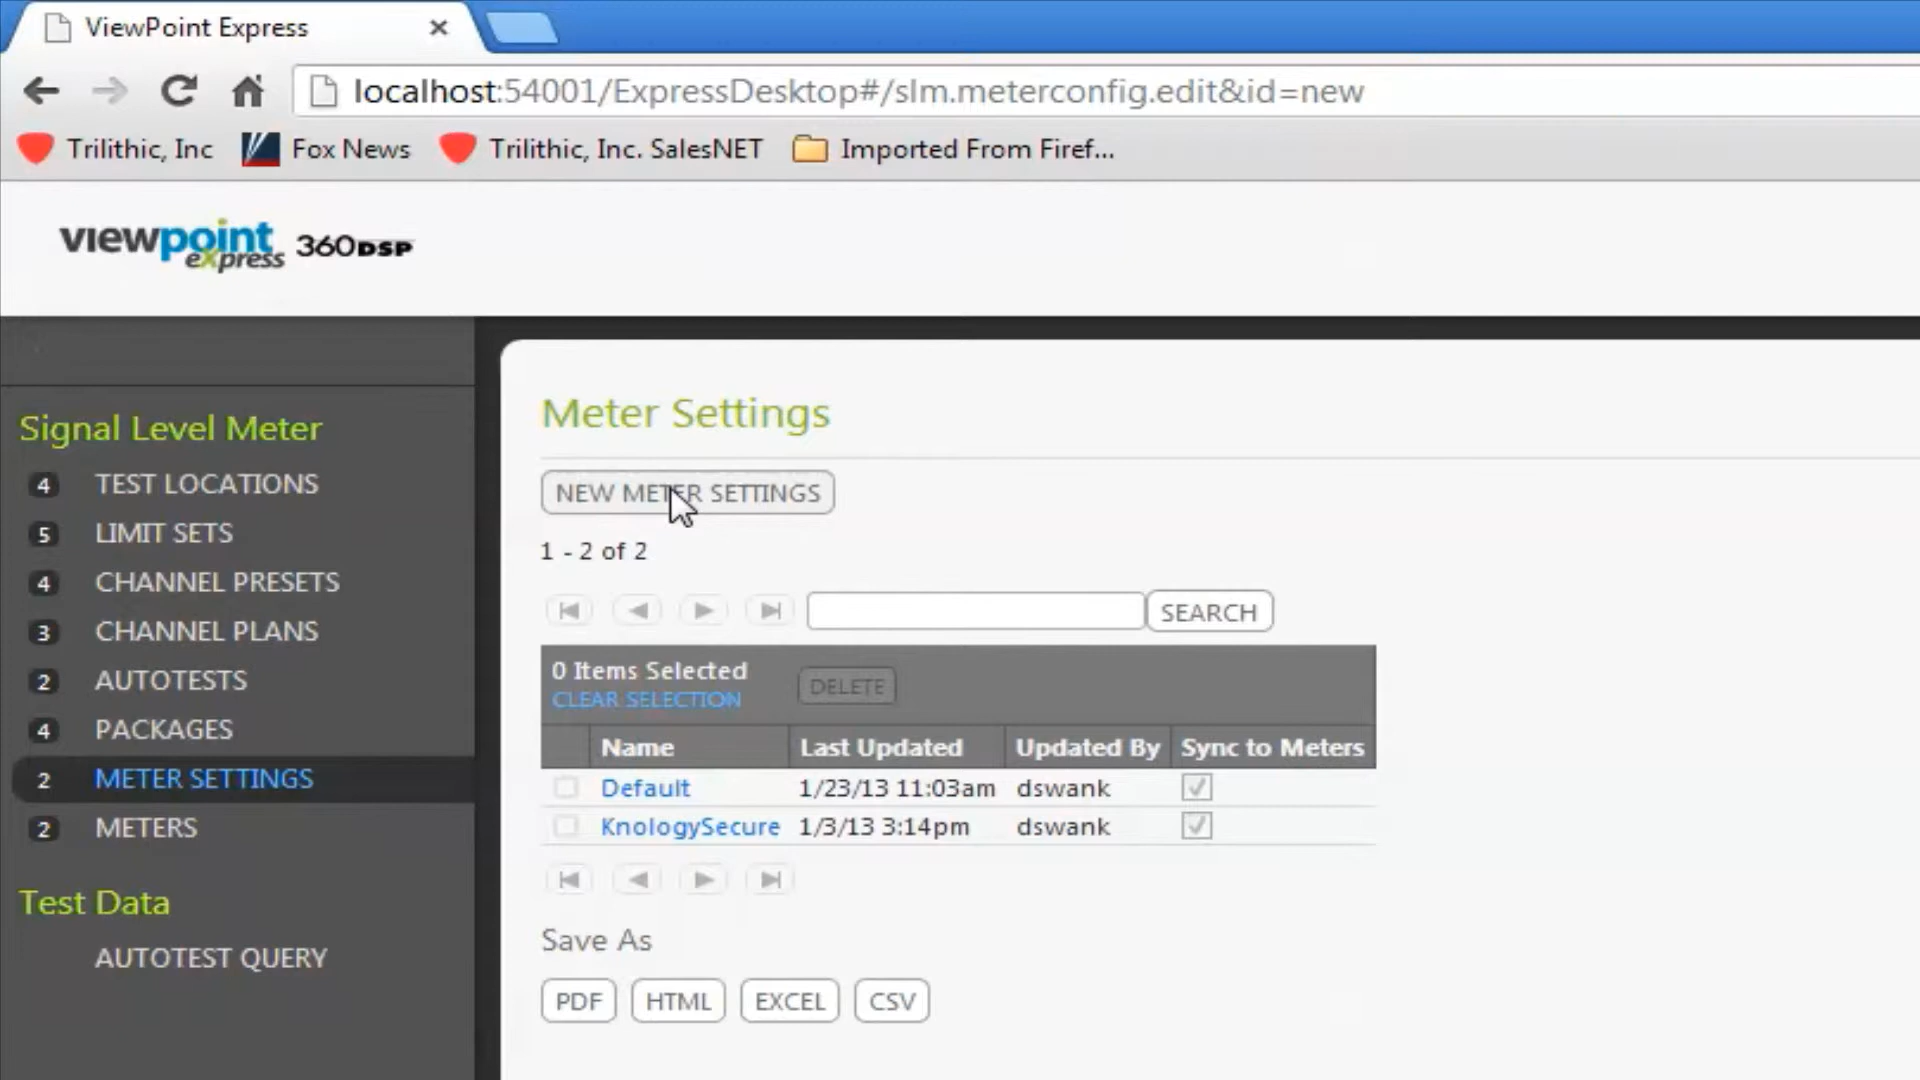 ViewPoint Express
localhost:54001/ExpressDesktop#/slm.meterconfig.edit&id=new
Trilithic, Inc Fox News Trilithic, Inc. SalesNET Imported From Firef...
viewpoint express 360DSP
Signal Level Meter
4 TEST LOCATIONS
5 LIMIT SETS
4 CHANNEL PRESETS
3 CHANNEL PLANS
2 AUTOTESTS
4 PACKAGES
2 METER SETTINGS
2 METERS
Test Data
AUTOTEST QUERY
Meter Settings
NEW METER SETTINGS
1 - 2 of 2
SEARCH
0 Items Selected
CLEAR SELECTION
DELETE
Name Last Updated Updated By Sync to Meters
Default 1/23/13 11:03am dswank
KnologySecure 1/3/13 3:14pm dswank
Save As
PDF HTML EXCEL CSV